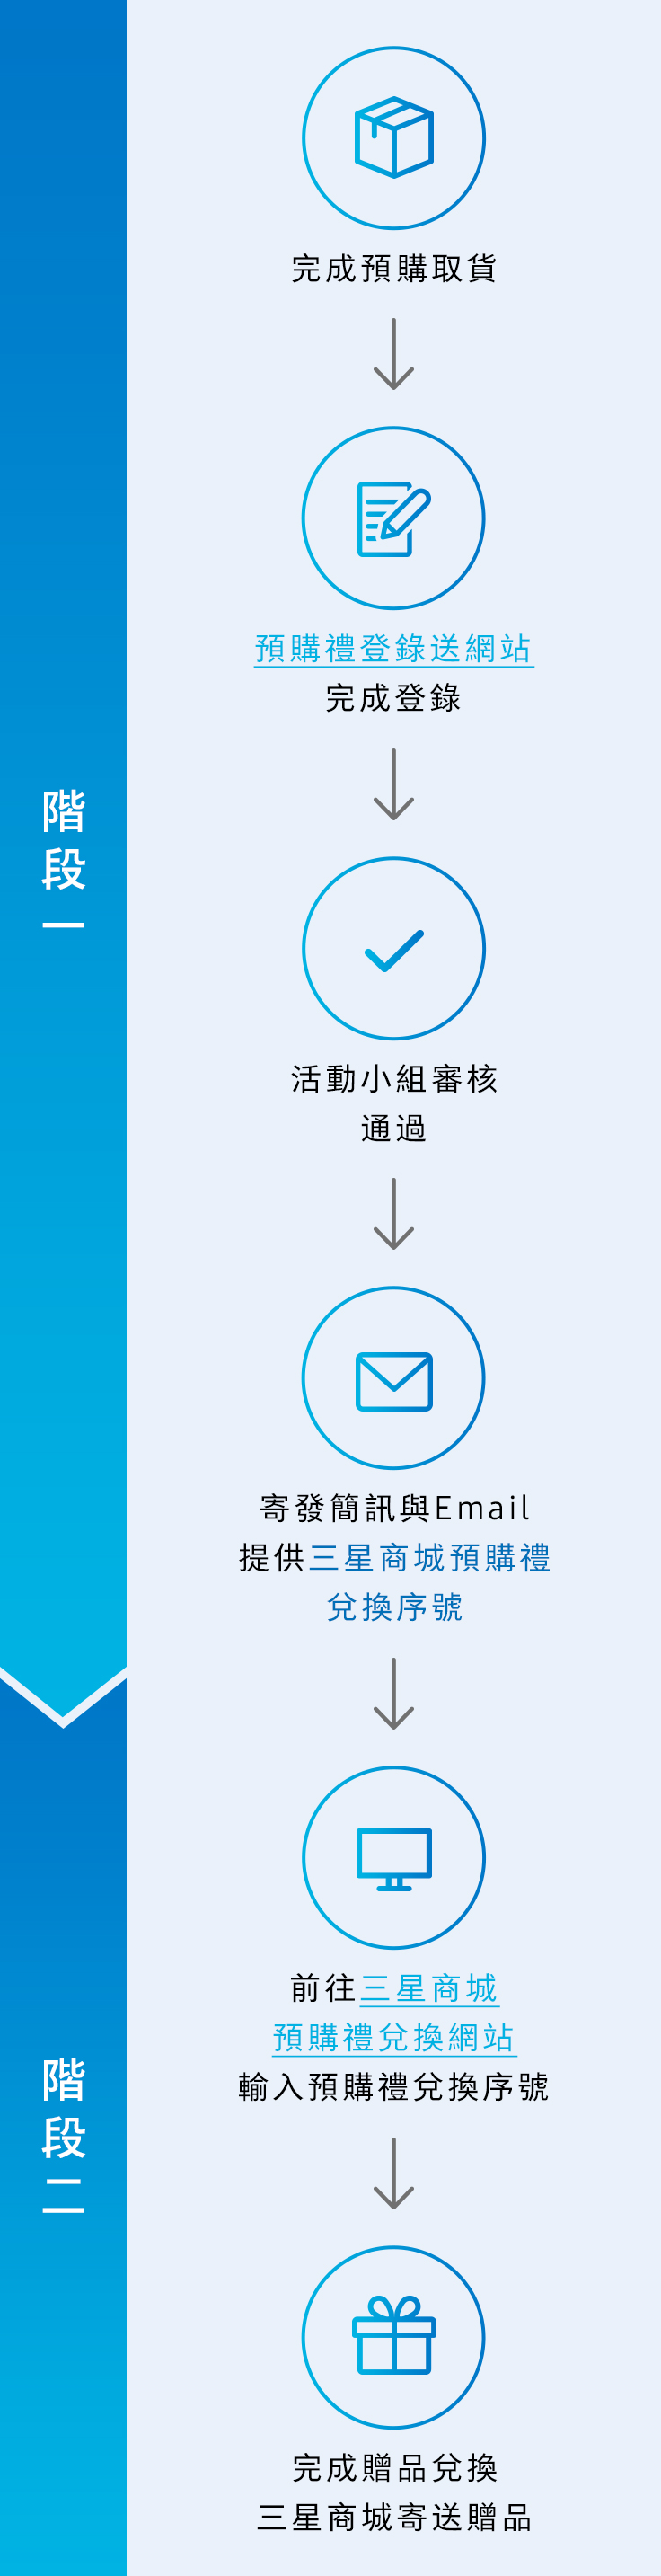 階段一
完成預購取貨
預購禮登錄送網站
完成登錄
活動小組審核
通過
寄發簡訊與Email
提供三星商城預購禮
兌換序號
階段二
前往三星商城
預購禮兌換網站
輸入預購禮兌換序號
完成贈品兌換
三星商城寄送贈品